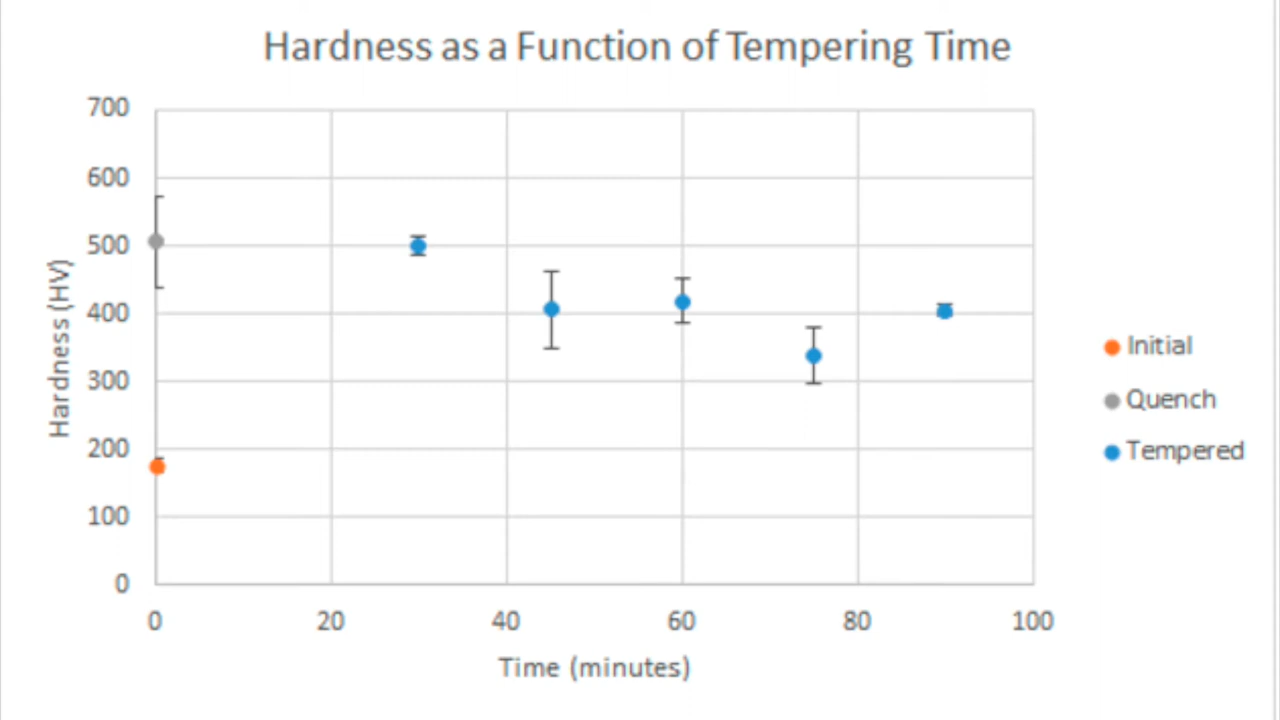 Hardness as a Function of Tempering Time
700
600
500
400
300
200
100
0
Hardness (HV)
0 20 40 60 80 100
Time (minutes)
Initial
Quench
Tempered